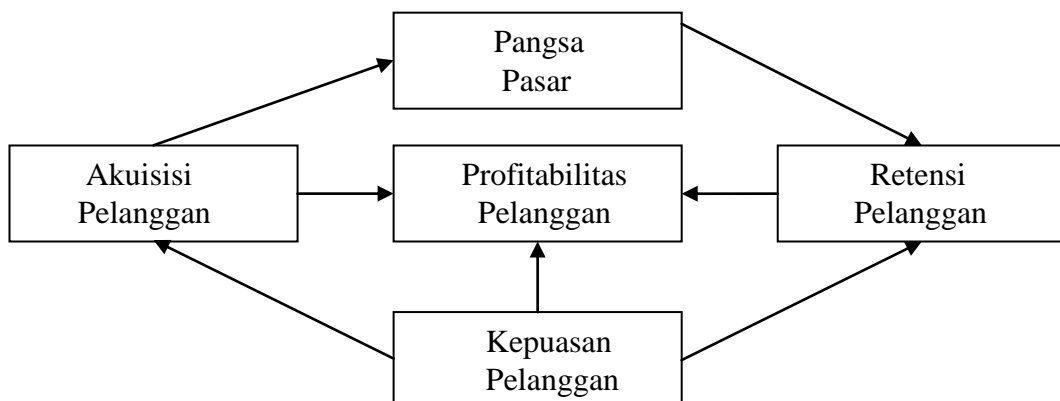 Pangsa
Pasar
Akuisisi
Pelanggan
Profitabilitas
Pelanggan
Retensi
Pelanggan
Kepuasan
Pelanggan